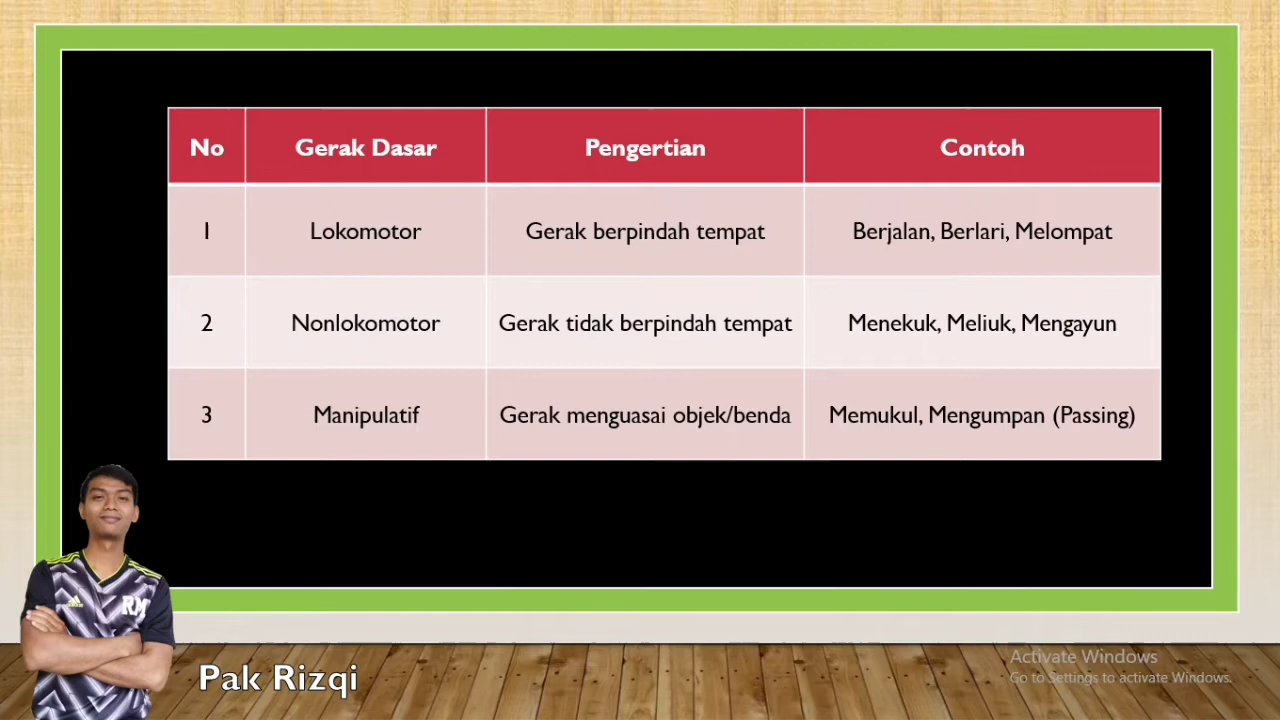 No Gerak Dasar Pengertian Contoh
1 Lokomotor Gerak berpindah tempat Berjalan, Berlari, Melompat
2 Nonlokomotor Gerak tidak berpindah tempat Menekuk, Meliuk, Mengayun
3 Manipulatif Gerak menguasai objek/benda Memukul, Mengumpan (Passing)
RM
Pak Rizqi
Activate Windows
Go to Settings to activate Windows.